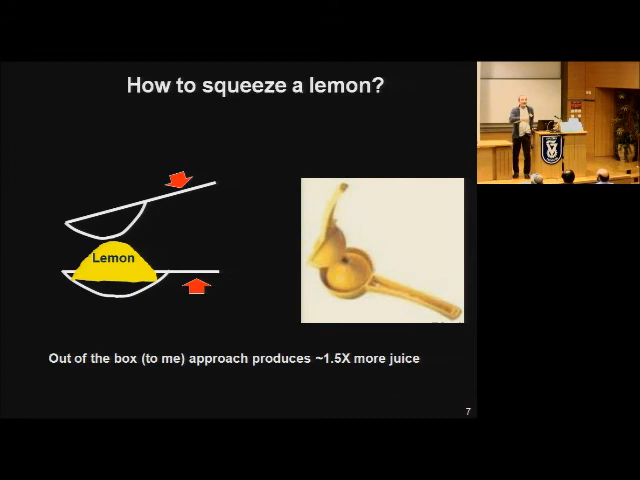 How to squeeze a lemon?
Lemon
Out of the box (to me) approach produces ~1.5X more juice
7